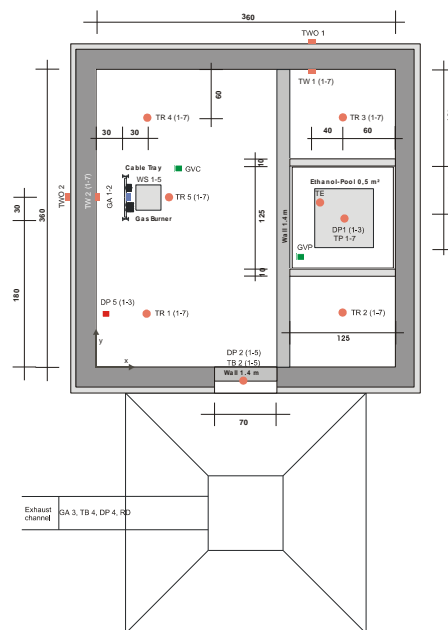 360
TWO 1
TW 1 (1-7)
60
TR 4 (1-7)
TR 3 (1-7)
30
30
40
60
10
Cable Tray
GVC
WS 1-5
Ethanol-Pool 0,5 m²
TE
TWO 2
TW 2 (1-7)
GA 1-2
TR 5 (1-7)
Gas Burner
DP1 (1-3)
TP 1-7
Wall 1.4m
125
GVP
30
360
180
10
DP 5 (1-3)
TR 1 (1-7)
TR 2 (1-7)
y
x
125
DP 2 (1-5)
TB 2 (1-5)
Wall 1.4 m
70
Exhaust
channel
GA 3, TB 4, DP 4, RD